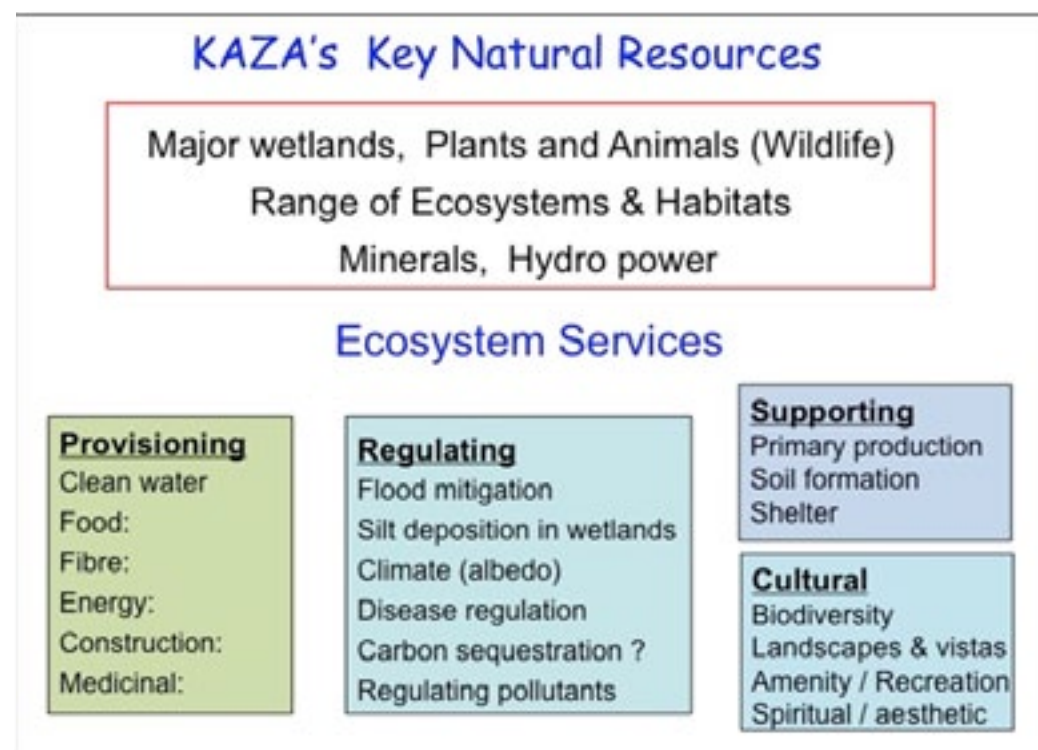 KAZA's Key Natural Resources
Major wetlands, Plants and Animals (Wildlife)
Range of Ecosystems & Habitats
Minerals, Hydro power
Ecosystem Services
Provisioning
Clean water
Food:
Fibre:
Energy:
Construction:
Medicinal:
Regulating
Flood mitigation
Silt deposition in wetlands
Climate (albedo)
Disease regulation
Carbon sequestration ?
Regulating pollutants
Supporting
Primary production
Soil formation
Shelter
Cultural
Biodiversity
Landscapes & vistas
Amenity / Recreation
Spiritual / aesthetic